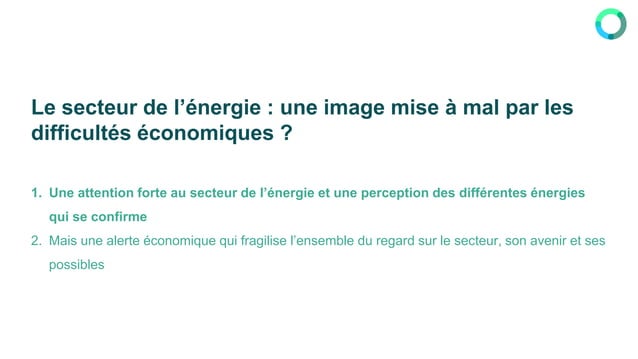 Le secteur de l’énergie : une image mise à mal par les
difficultés économiques ?
1. Une attention forte au secteur de l’énergie et une perception des différentes énergies
qui se confirme
2. Mais une alerte économique qui fragilise l’ensemble du regard sur le secteur, son avenir et ses
possibles